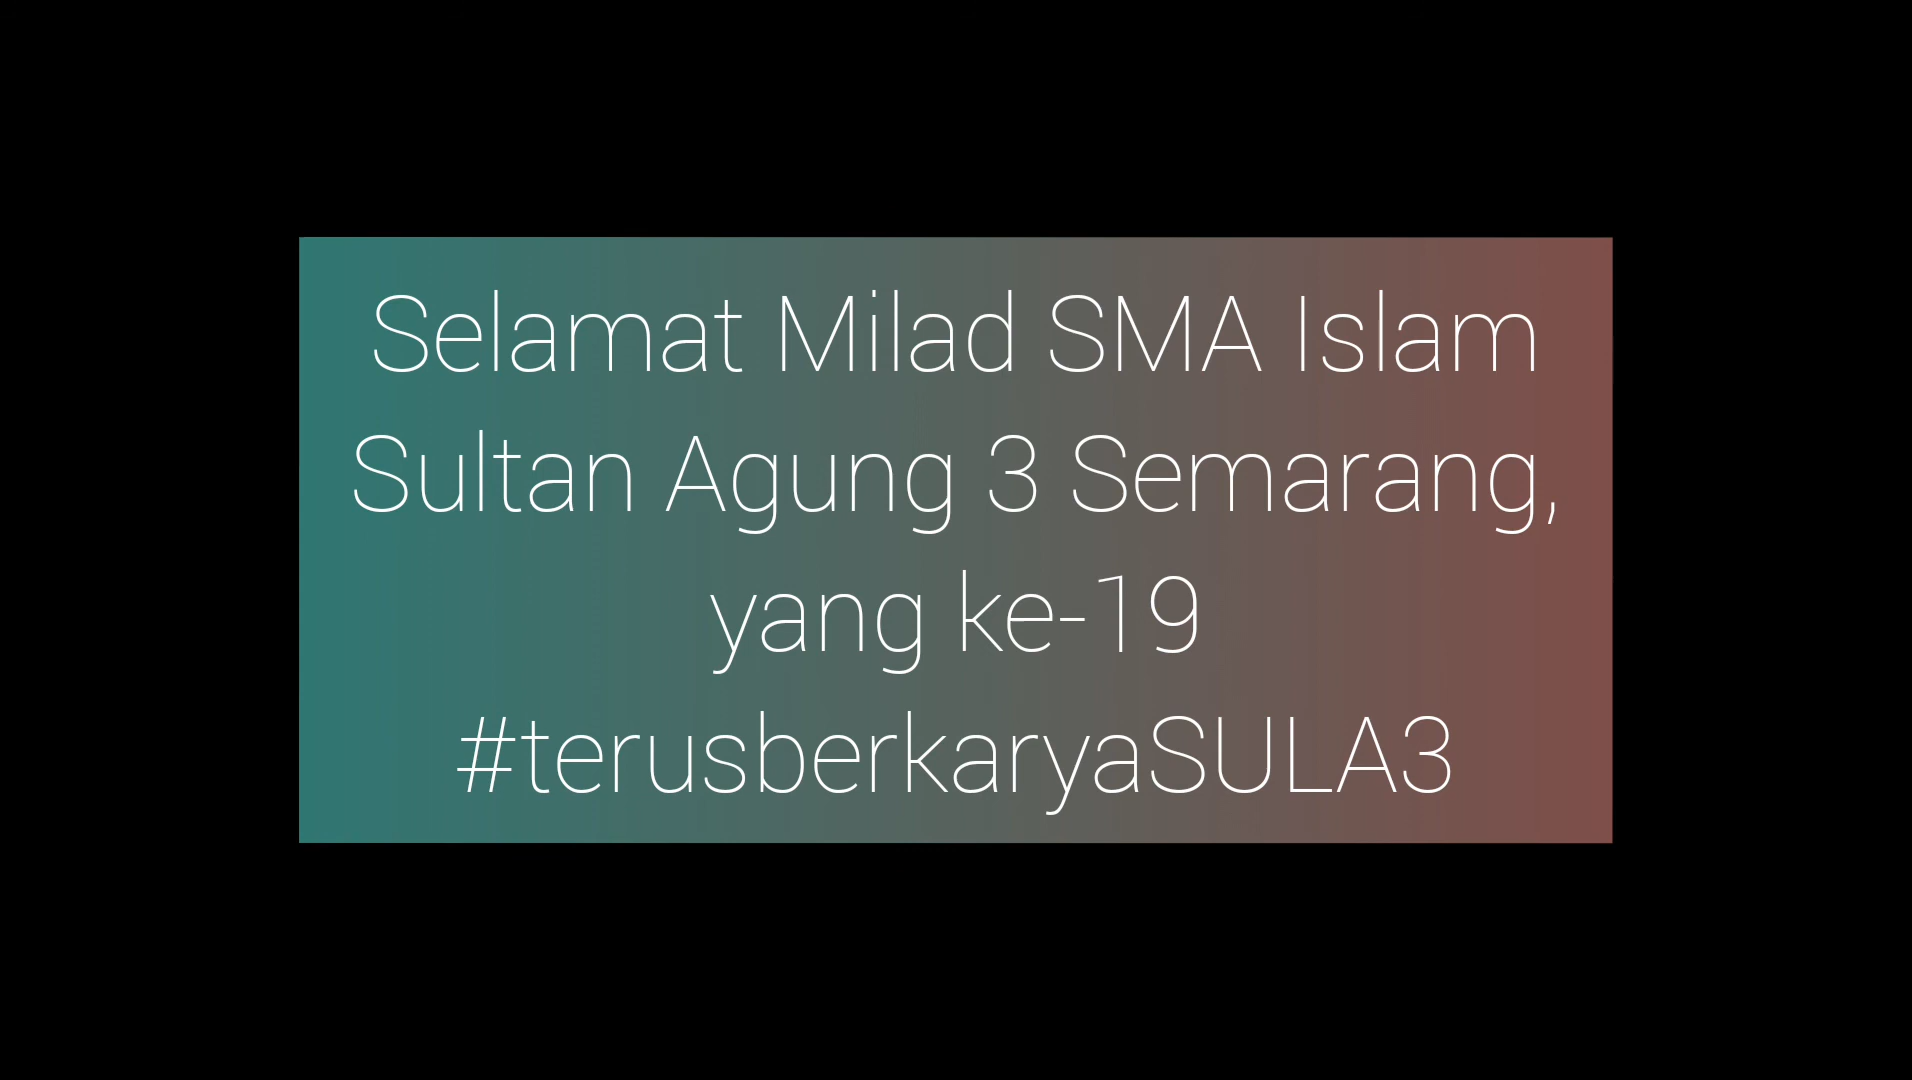 Selamat Milad SMA Islam
Sultan Agung 3 Semarang,
yang ke-19
#terusberkaryaSULA3